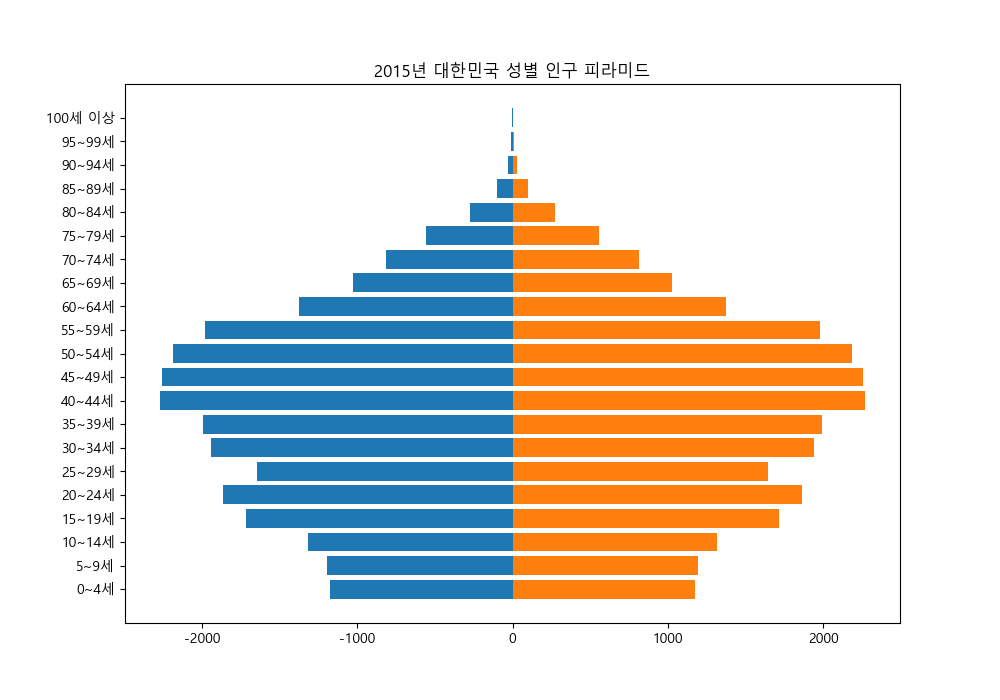 2015년 대한민국 성별 인구 피라미드
100세 이상
95~99세
90~94세
85~89세
80~84세
75~79세
70~74세
65~69세
60~64세
55~59세
50~54세
45~49세
40~44세
35~39세
30~34세
25~29세
20~24세
15~19세
10~14세
5~9세
0~4세
-2000 -1000 0 1000 2000